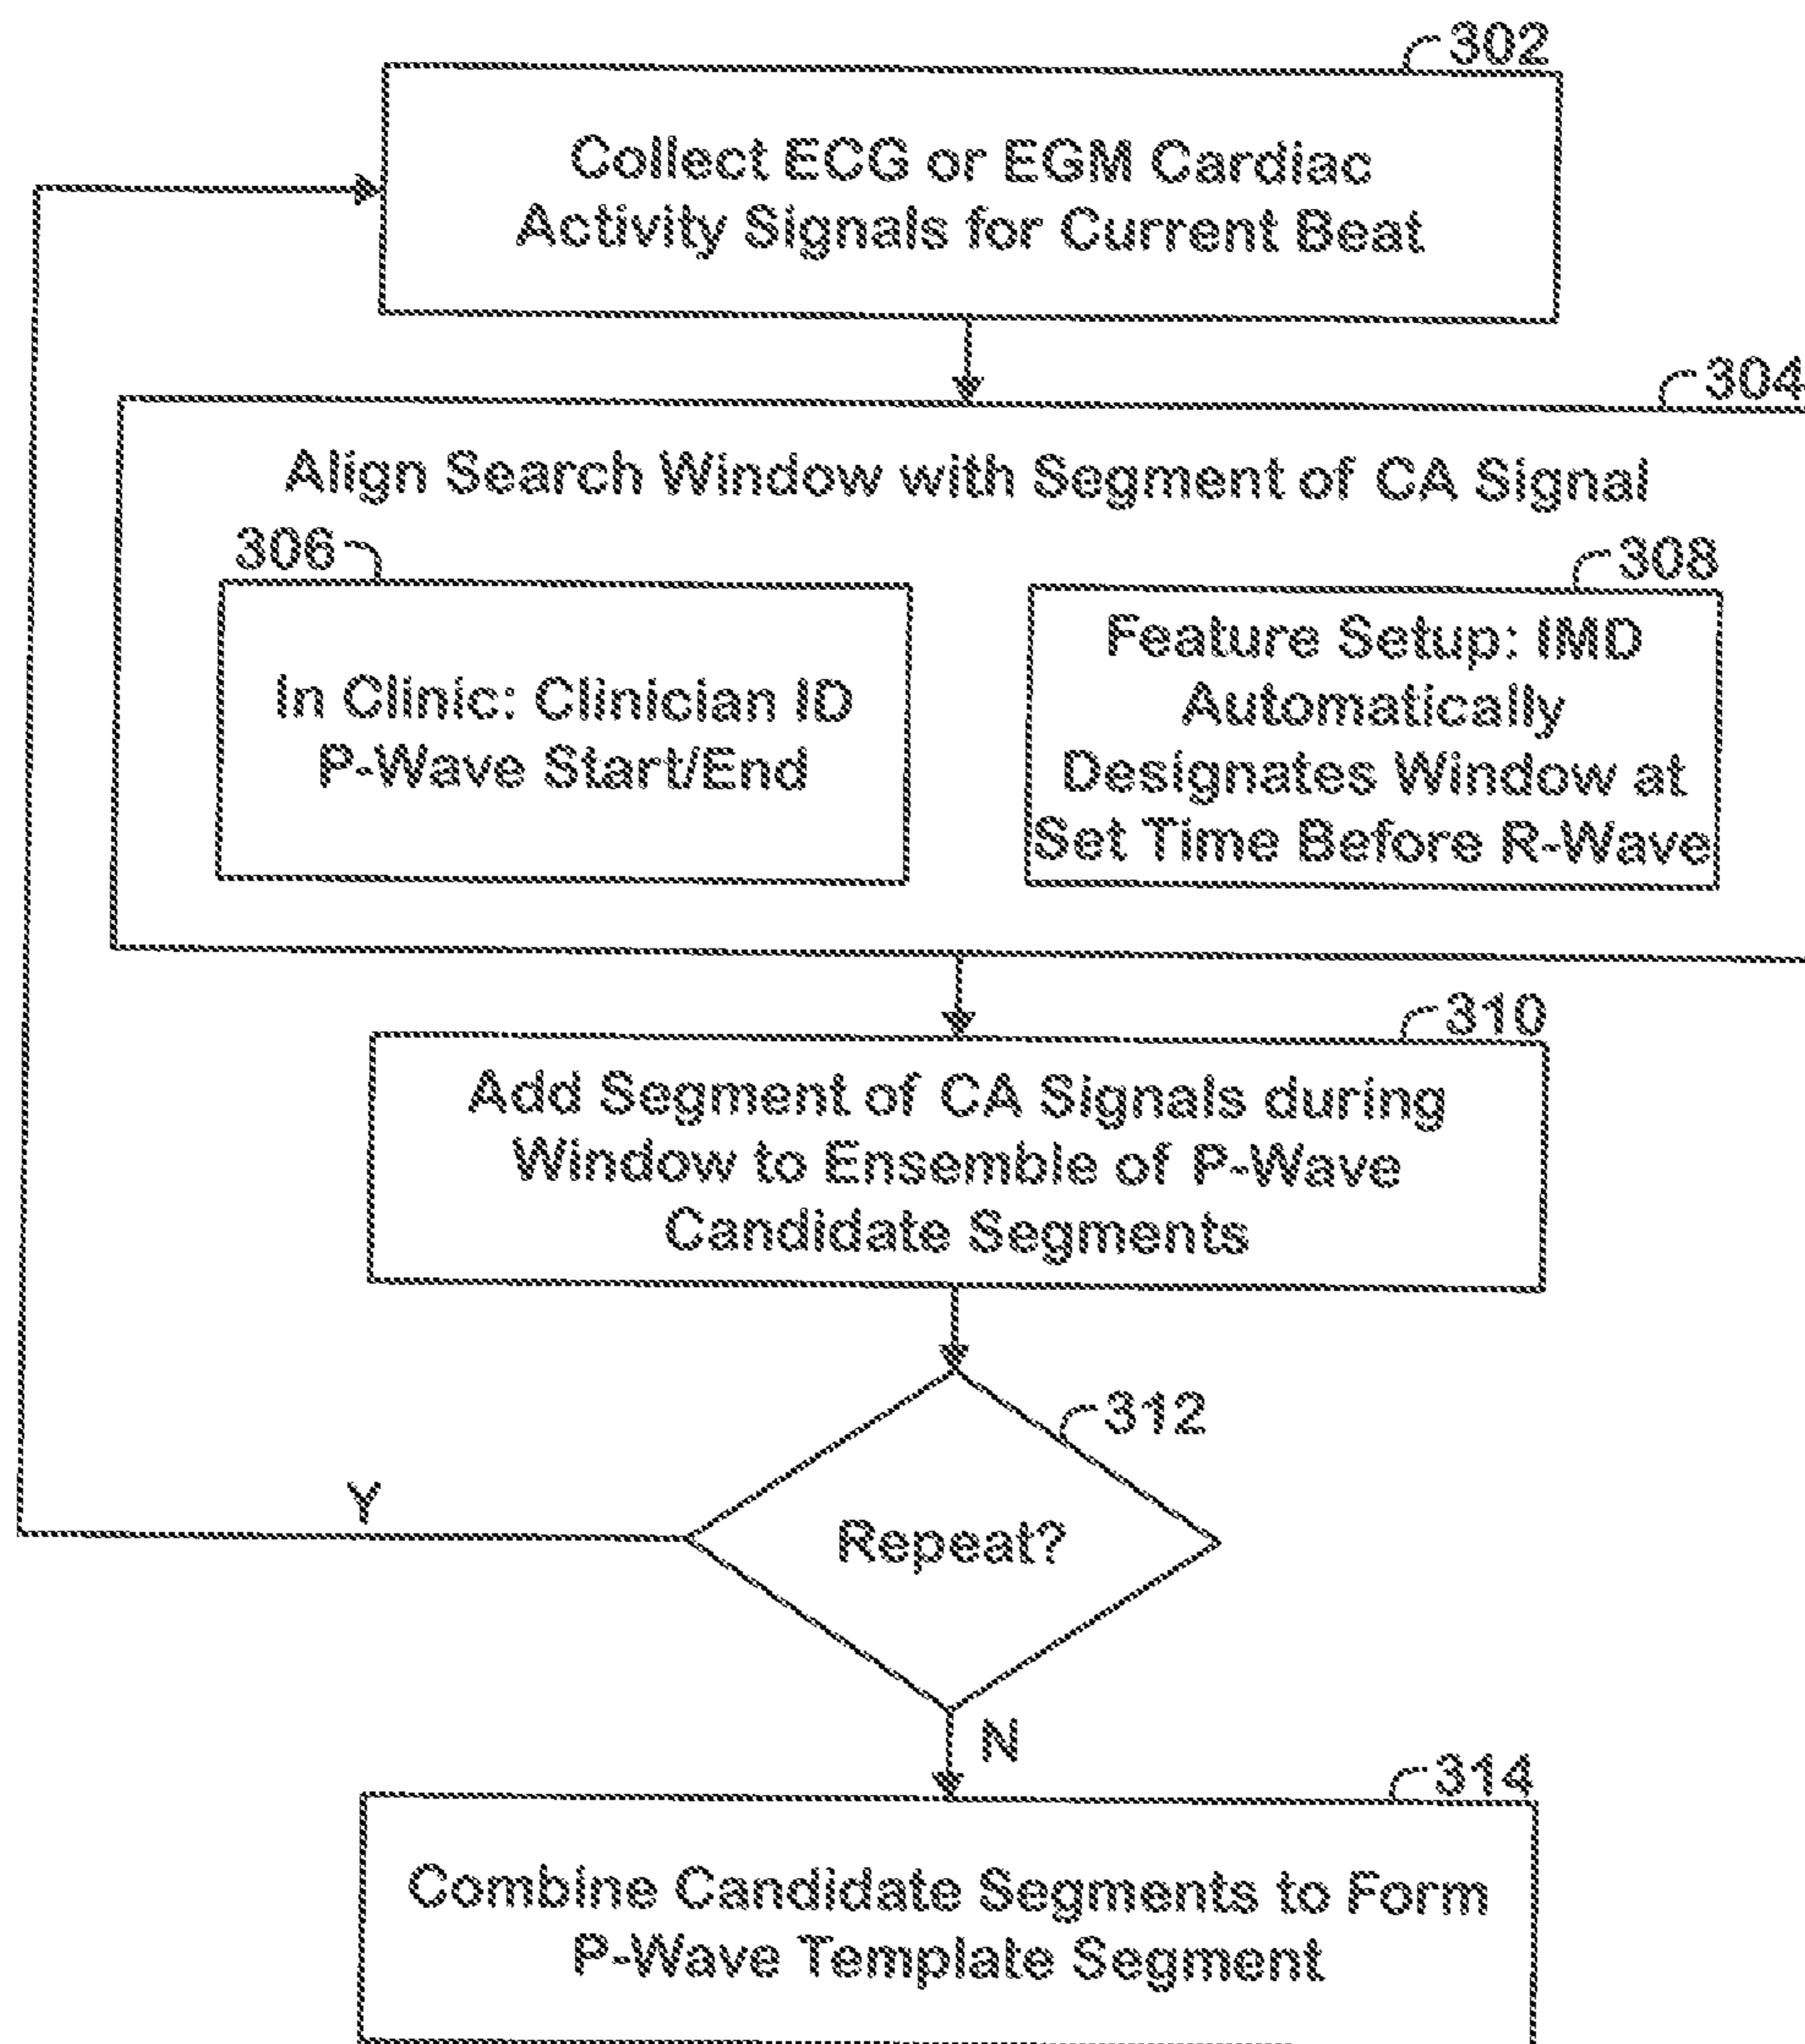 302
Collect ECG or EGM Cardiac
Activity Signals for Current Beat
304
Align Search Window with Segment of CA Signal
306
In Clinic: Clinician ID
P-Wave Start/End
308
Feature Setup: IMD
Automatically
Designates Window at
Set Time Before R-Wave
310
Add Segment of CA Signals during
Window to Ensemble of P-Wave
Candidate Segments
312
Repeat?
Y
N
314
Combine Candidate Segments to Form
P-Wave Template Segment